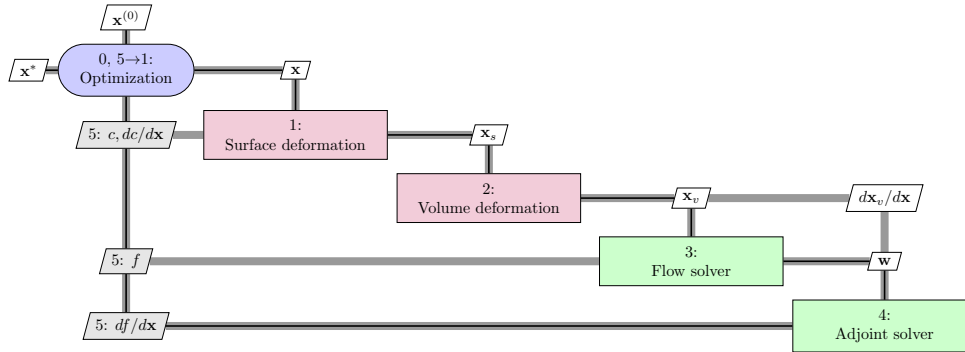 x^(0)
0, 5→1:
Optimization
x*
x
5: c, dc/dx
1:
Surface deformation
x_s
2:
Volume deformation
x_v
dx_v/dx
5: f
3:
Flow solver
w
5: df/dx
4:
Adjoint solver